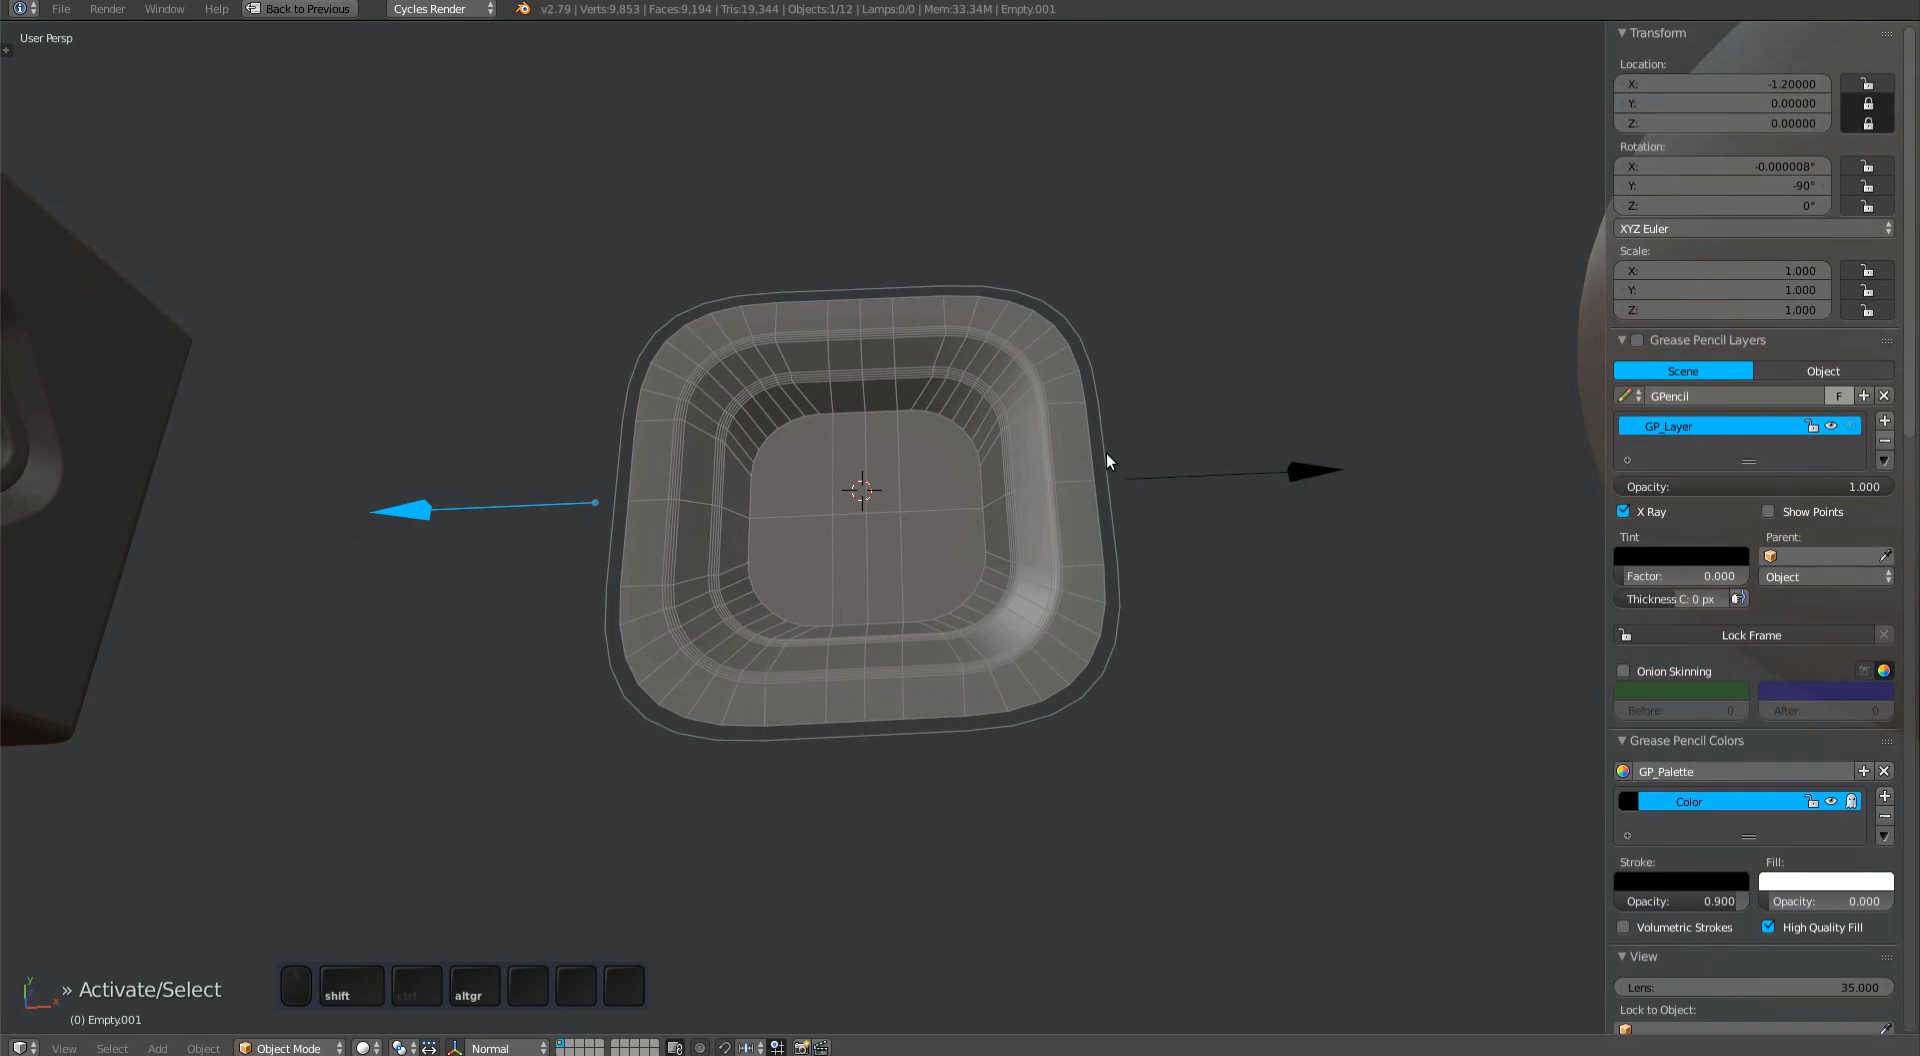 File Render Window Help Back to Previous Cycles Render v2.79 | Verts:9,853 | Faces:9,194 | Tris:19,344 | Objects:1/12 | Lamps:0/0 | Mem:33.34M | Empty.001
User Persp
Transform
Location:
X: -1.20000
Y: 0.00000
Z: 0.00000
Rotation:
X: -0.000008°
Y: -90°
Z: 0°
XYZ Euler
Scale:
X: 1.000
Y: 1.000
Z: 1.000
Grease Pencil Layers
Scene Object
GPencil F
GP_Layer
Opacity: 1.000
X Ray Show Points
Tint Parent:
Factor: 0.000 Object
Thickness C: 0 px
Lock Frame
Onion Skinning
Before: 0 After: 0
Grease Pencil Colors
GP_Palette
Color
Stroke: Fill:
Opacity: 0.900 Opacity: 0.000
Volumetric Strokes High Quality Fill
View
Lens: 35.000
Lock to Object:
y
z
x
» Activate/Select
shift ctrl altgr
(0) Empty.001
View Select Add Object Object Mode Normal